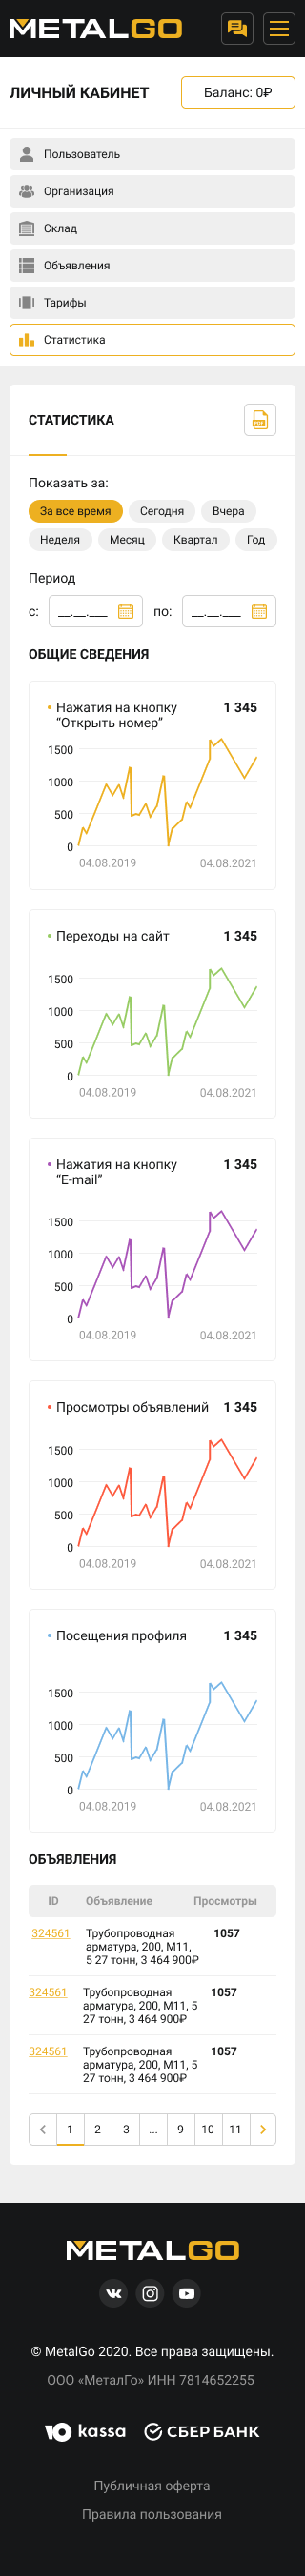 METALGO
ЛИЧНЫЙ КАБИНЕТ
Баланс: 0₽
Пользователь
Организация
Склад
Объявления
Тарифы
Статистика
СТАТИСТИКА
PDF
Показать за:
За все время Сегодня Вчера
Неделя Месяц Квартал Год
Период
с: __.__.___ по: __.__.___
ОБЩИЕ СВЕДЕНИЯ
Нажатия на кнопку 1 345
“Открыть номер”
1500
1000
500
0
04.08.2019 04.08.2021
Переходы на сайт 1 345
1500
1000
500
0
04.08.2019 04.08.2021
Нажатия на кнопку 1 345
“E-mail”
1500
1000
500
0
04.08.2019 04.08.2021
Просмотры объявлений 1 345
1500
1000
500
0
04.08.2019 04.08.2021
Посещения профиля 1 345
1500
1000
500
0
04.08.2019 04.08.2021
ОБЪЯВЛЕНИЯ
ID Объявление Просмотры
324561 Трубопроводная 1057
арматура, 200, М11,
5 27 тонн, 3 464 900₽
324561 Трубопроводная 1057
арматура, 200, М11, 5
27 тонн, 3 464 900₽
324561 Трубопроводная 1057
арматура, 200, М11, 5
27 тонн, 3 464 900₽
1 2 3 ... 9 10 11
METALGO
© MetalGo 2020. Все права защищены.
ООО «МеталГо» ИНН 7814652255
kassa СБЕР БАНК
Публичная оферта
Правила пользования